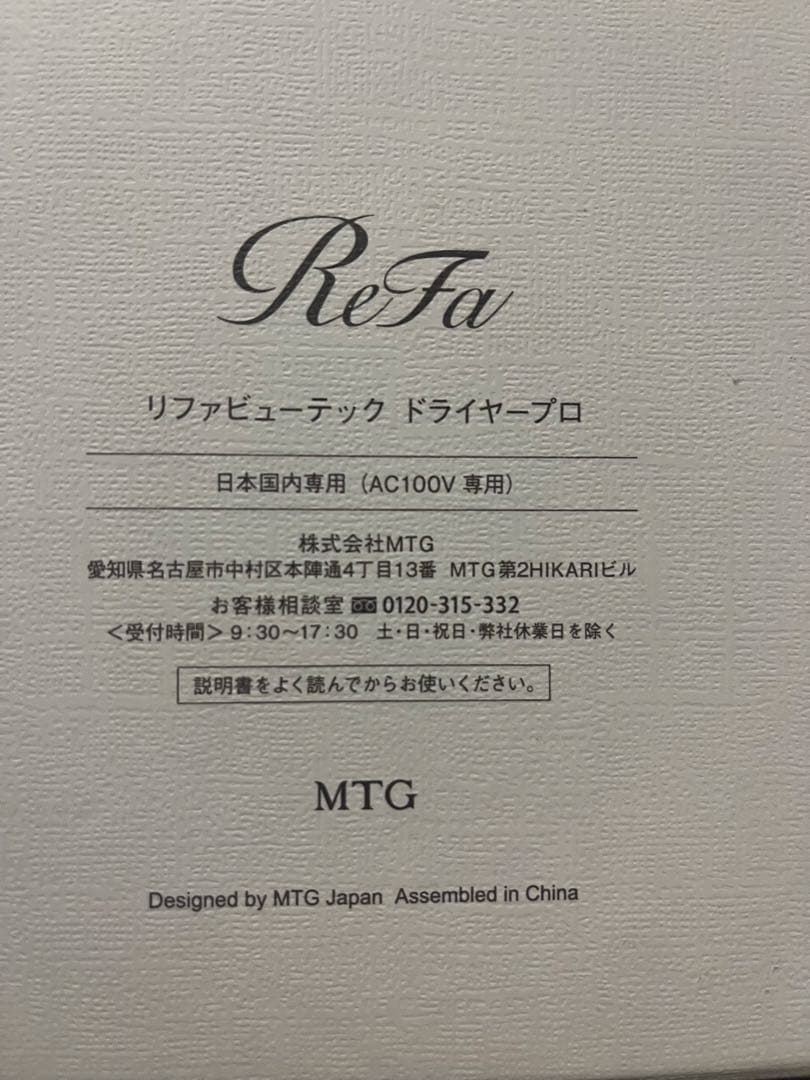 ReFa
リファビューテック ドライヤープロ
日本国内専用（AC100V 専用）
株式会社MTG
愛知県名古屋市中村区本陣通4丁目13番 MTG第2HIKARIビル
お客様相談室 0120-315-332
＜受付時間＞9：30～17：30 土・日・祝日・弊社休業日を除く
説明書をよく読んでからお使いください。
MTG
Designed by MTG Japan Assembled in China